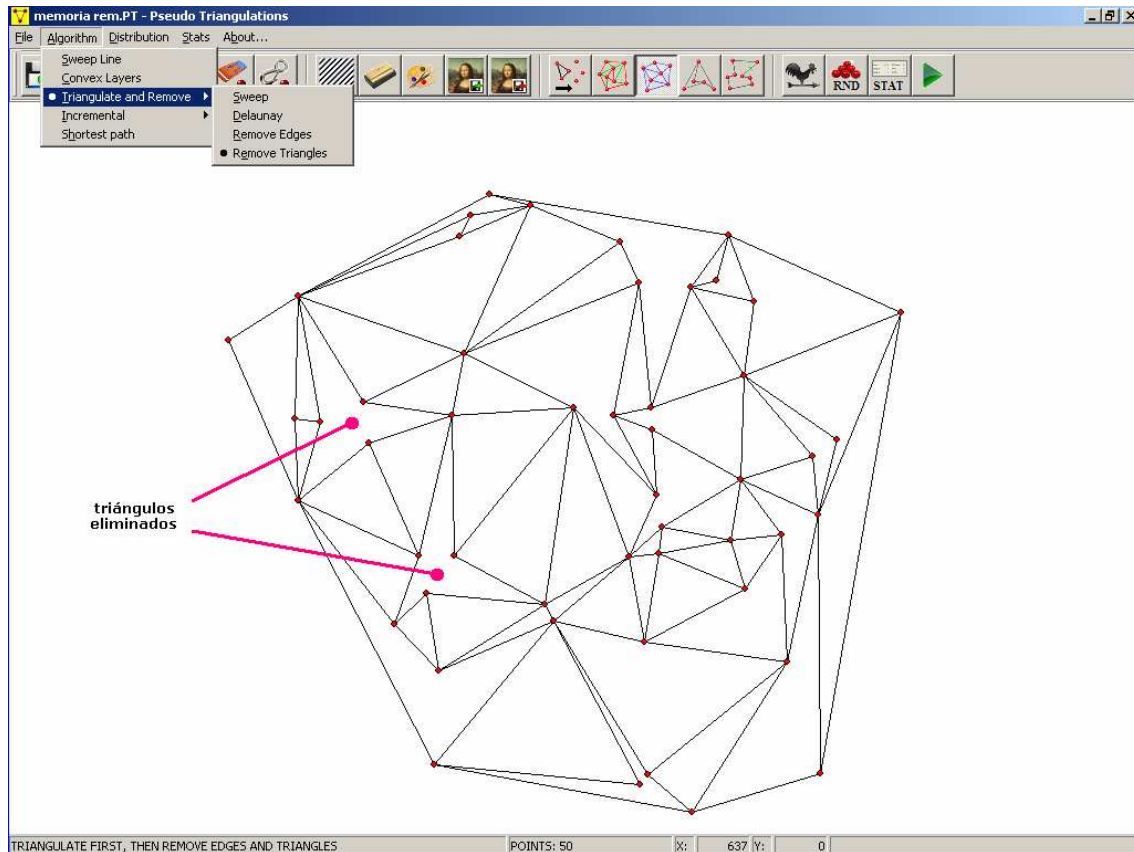 memoria rem.PT - Pseudo Triangulations
File Algorithm Distribution Stats About...
Sweep Line
Convex Layers
Triangulate and Remove
Incremental
Shortest path
Sweep
Delaunay
Remove Edges
Remove Triangles
RND STAT
triángulos
eliminados
TRIANGULATE FIRST, THEN REMOVE EDGES AND TRIANGLES POINTS: 50 X: 637 Y: 0